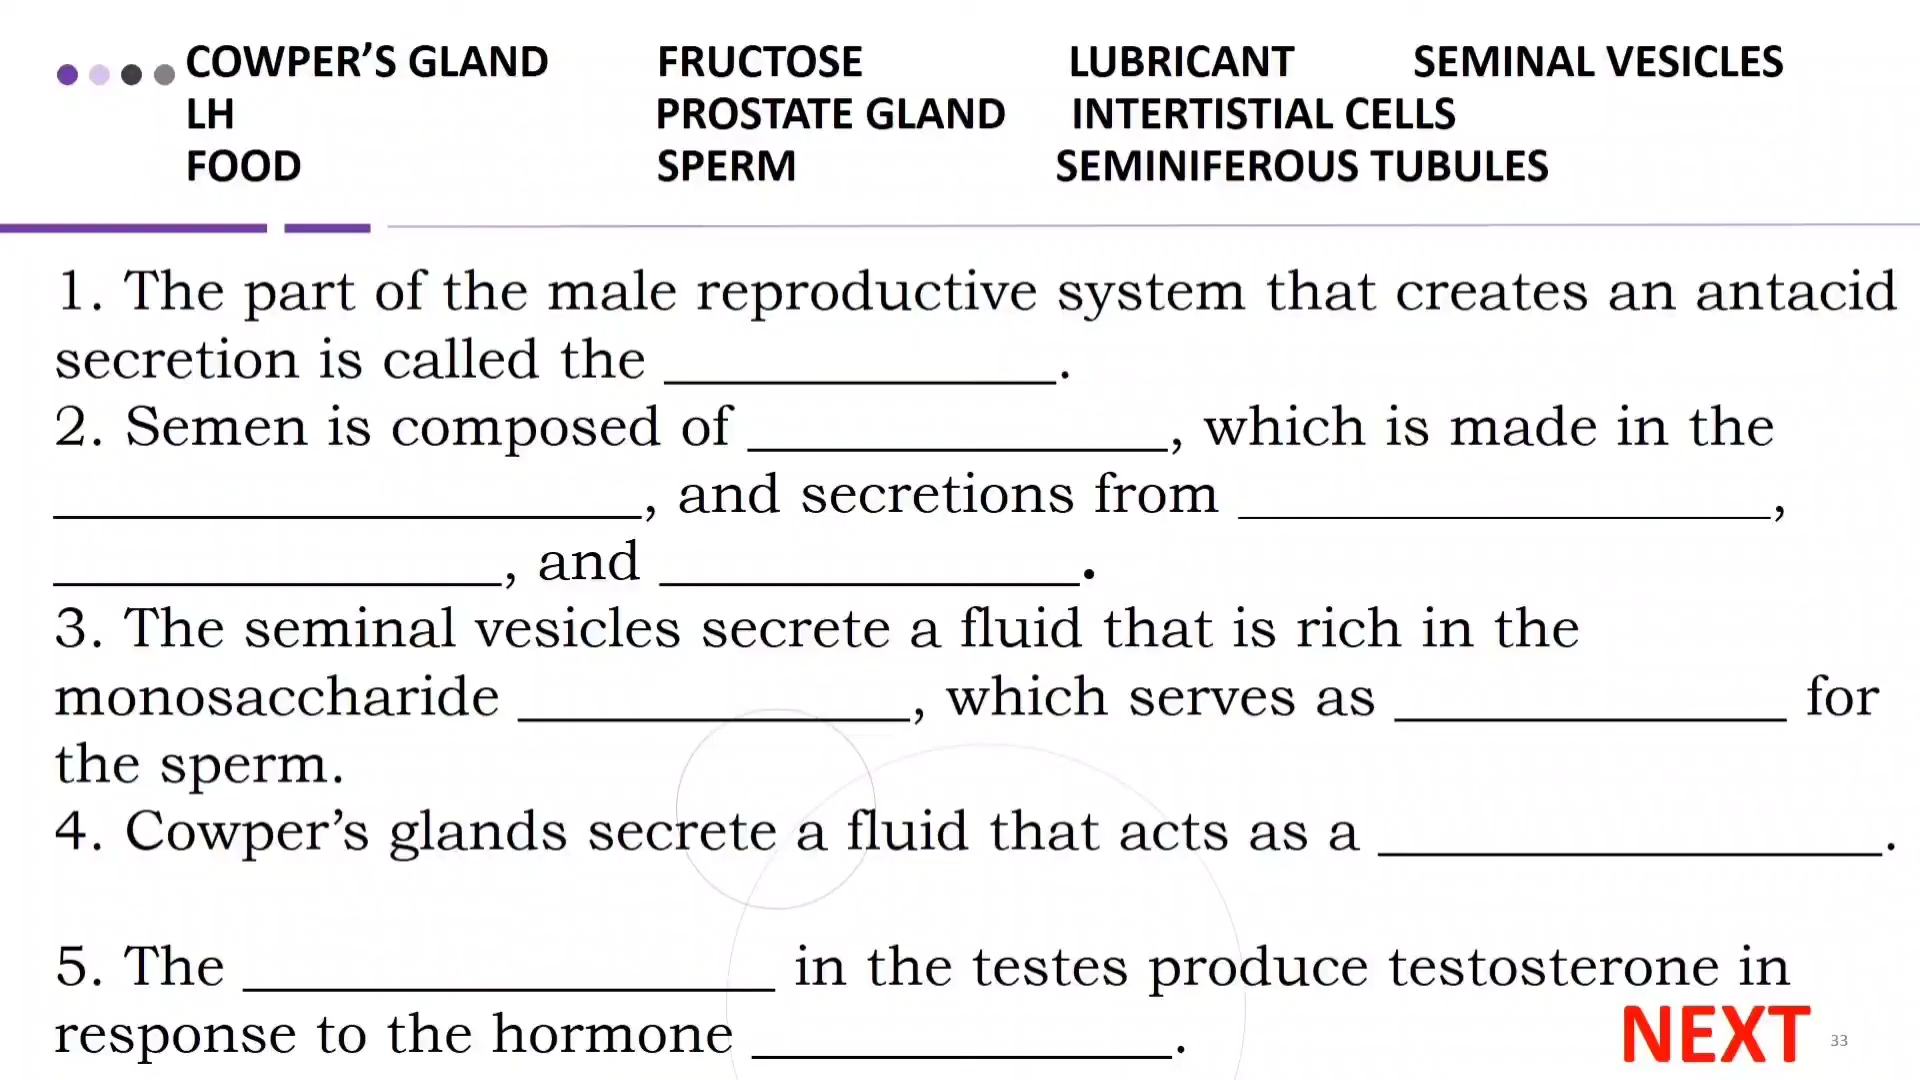 COWPER’S GLAND FRUCTOSE LUBRICANT SEMINAL VESICLES
LH PROSTATE GLAND INTERTISTIAL CELLS
FOOD SPERM SEMINIFEROUS TUBULES
1. The part of the male reproductive system that creates an antacid
secretion is called the ______________.
2. Semen is composed of _______________, which is made in the
_____________________, and secretions from ___________________,
________________, and _______________.
3. The seminal vesicles secrete a fluid that is rich in the
monosaccharide ______________, which serves as ______________ for
the sperm.
4. Cowper’s glands secrete a fluid that acts as a __________________.
5. The ___________________ in the testes produce testosterone in
response to the hormone _______________.
NEXT 33